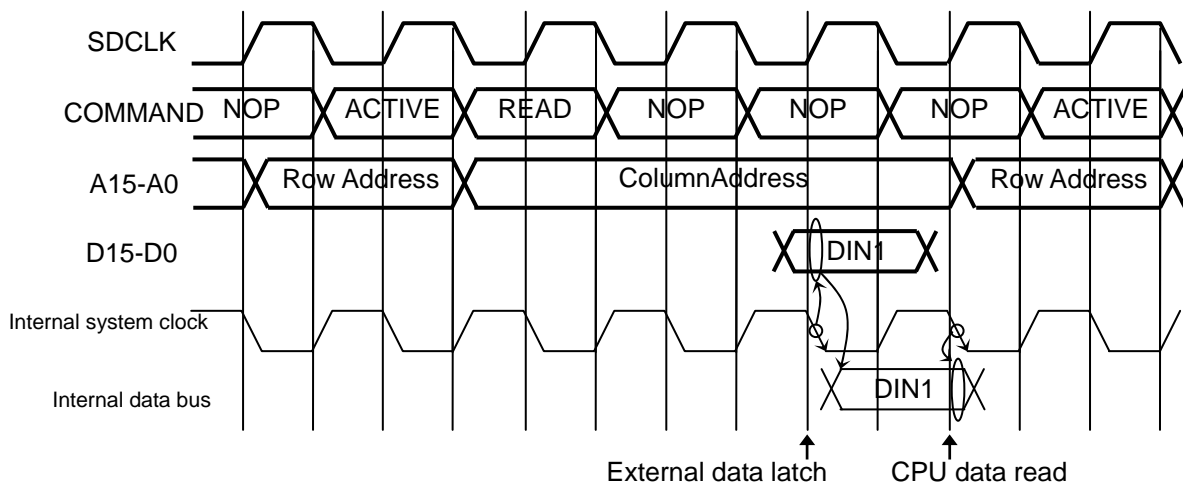 SDCLK
COMMAND NOP ACTIVE READ NOP NOP NOP ACTIVE
A15-A0 Row Address ColumnAddress Row Address
D15-D0 DIN1
Internal system clock
Internal data bus DIN1
External data latch CPU data read